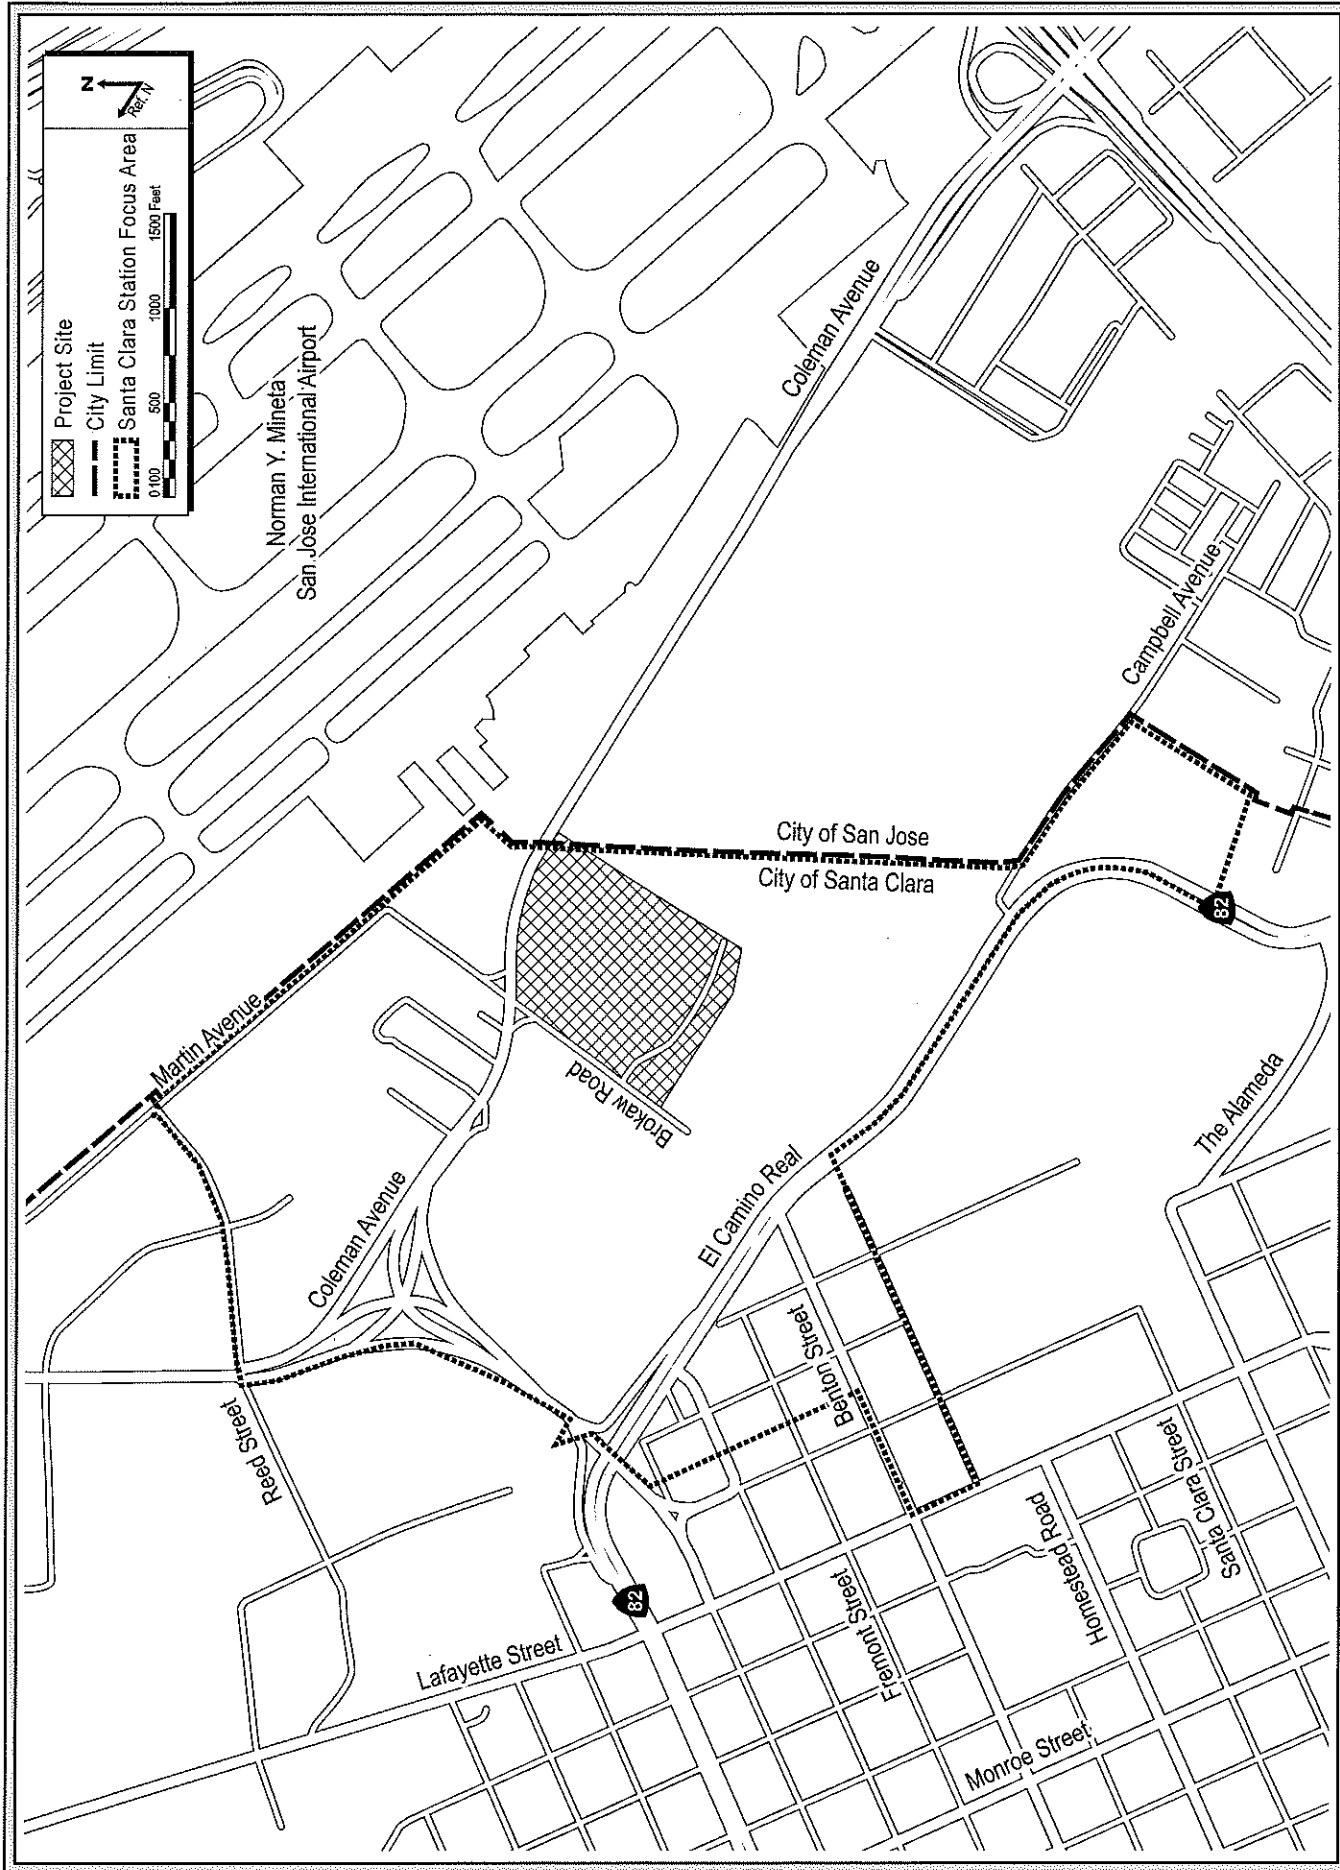 Project Site
City Limit
Santa Clara Station Focus Area
0 100 500 1000 1500 Feet
N
Ref. N
Norman Y. Mineta
San Jose International Airport
Coleman Avenue
Martin Avenue
Coleman Avenue
Brokaw Road
Reed Street
Lafayette Street
82
El Camino Real
City of San Jose
City of Santa Clara
Campbell Avenue
82
The Alameda
Benton Street
Fremont Street
Homestead Road
Santa Clara Street
Monroe Street